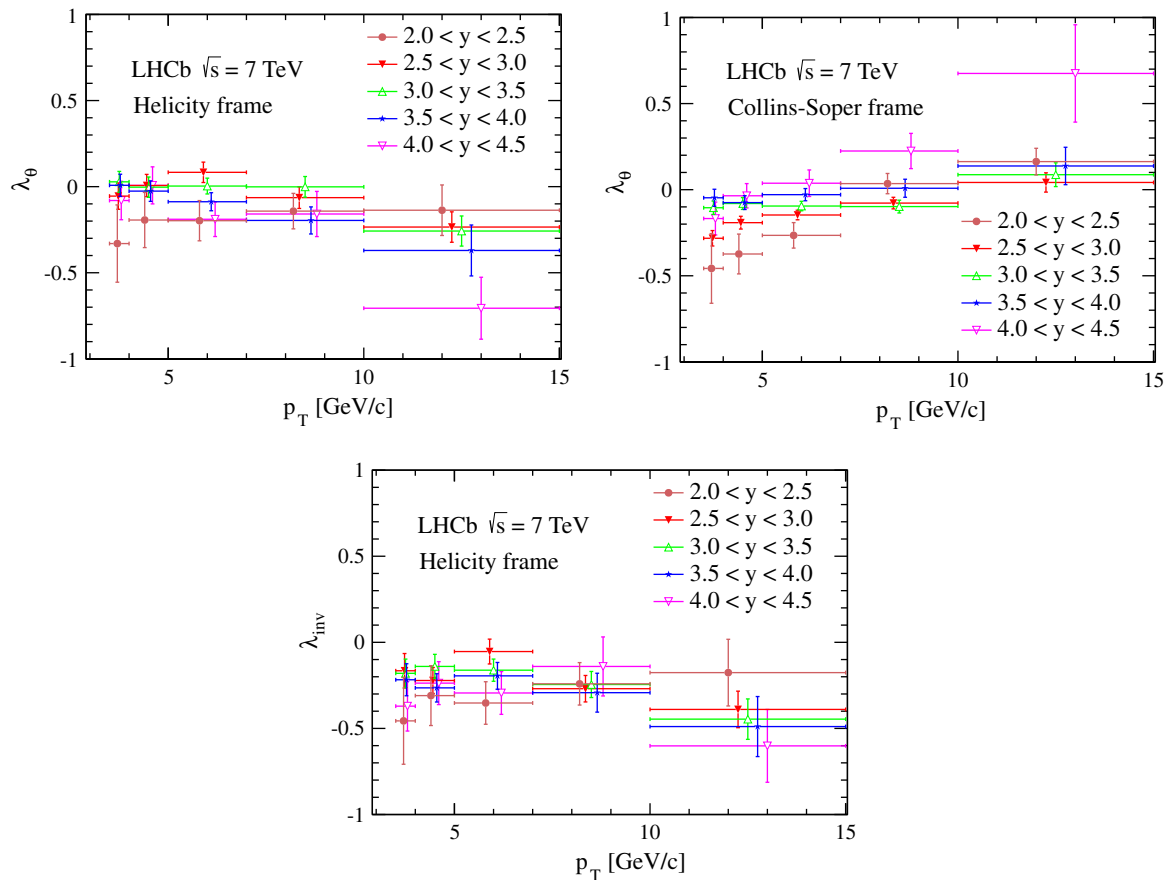 1
0.5
0
-0.5
-1
λθ
LHCb √s = 7 TeV
Helicity frame
2.0 < y < 2.5
2.5 < y < 3.0
3.0 < y < 3.5
3.5 < y < 4.0
4.0 < y < 4.5
5 10 15
p_T [GeV/c]
1
0.5
0
-0.5
-1
λθ
LHCb √s = 7 TeV
Collins-Soper frame
2.0 < y < 2.5
2.5 < y < 3.0
3.0 < y < 3.5
3.5 < y < 4.0
4.0 < y < 4.5
5 10 15
p_T [GeV/c]
1
0.5
0
-0.5
-1
λinv
LHCb √s = 7 TeV
Helicity frame
2.0 < y < 2.5
2.5 < y < 3.0
3.0 < y < 3.5
3.5 < y < 4.0
4.0 < y < 4.5
5 10 15
p_T [GeV/c]